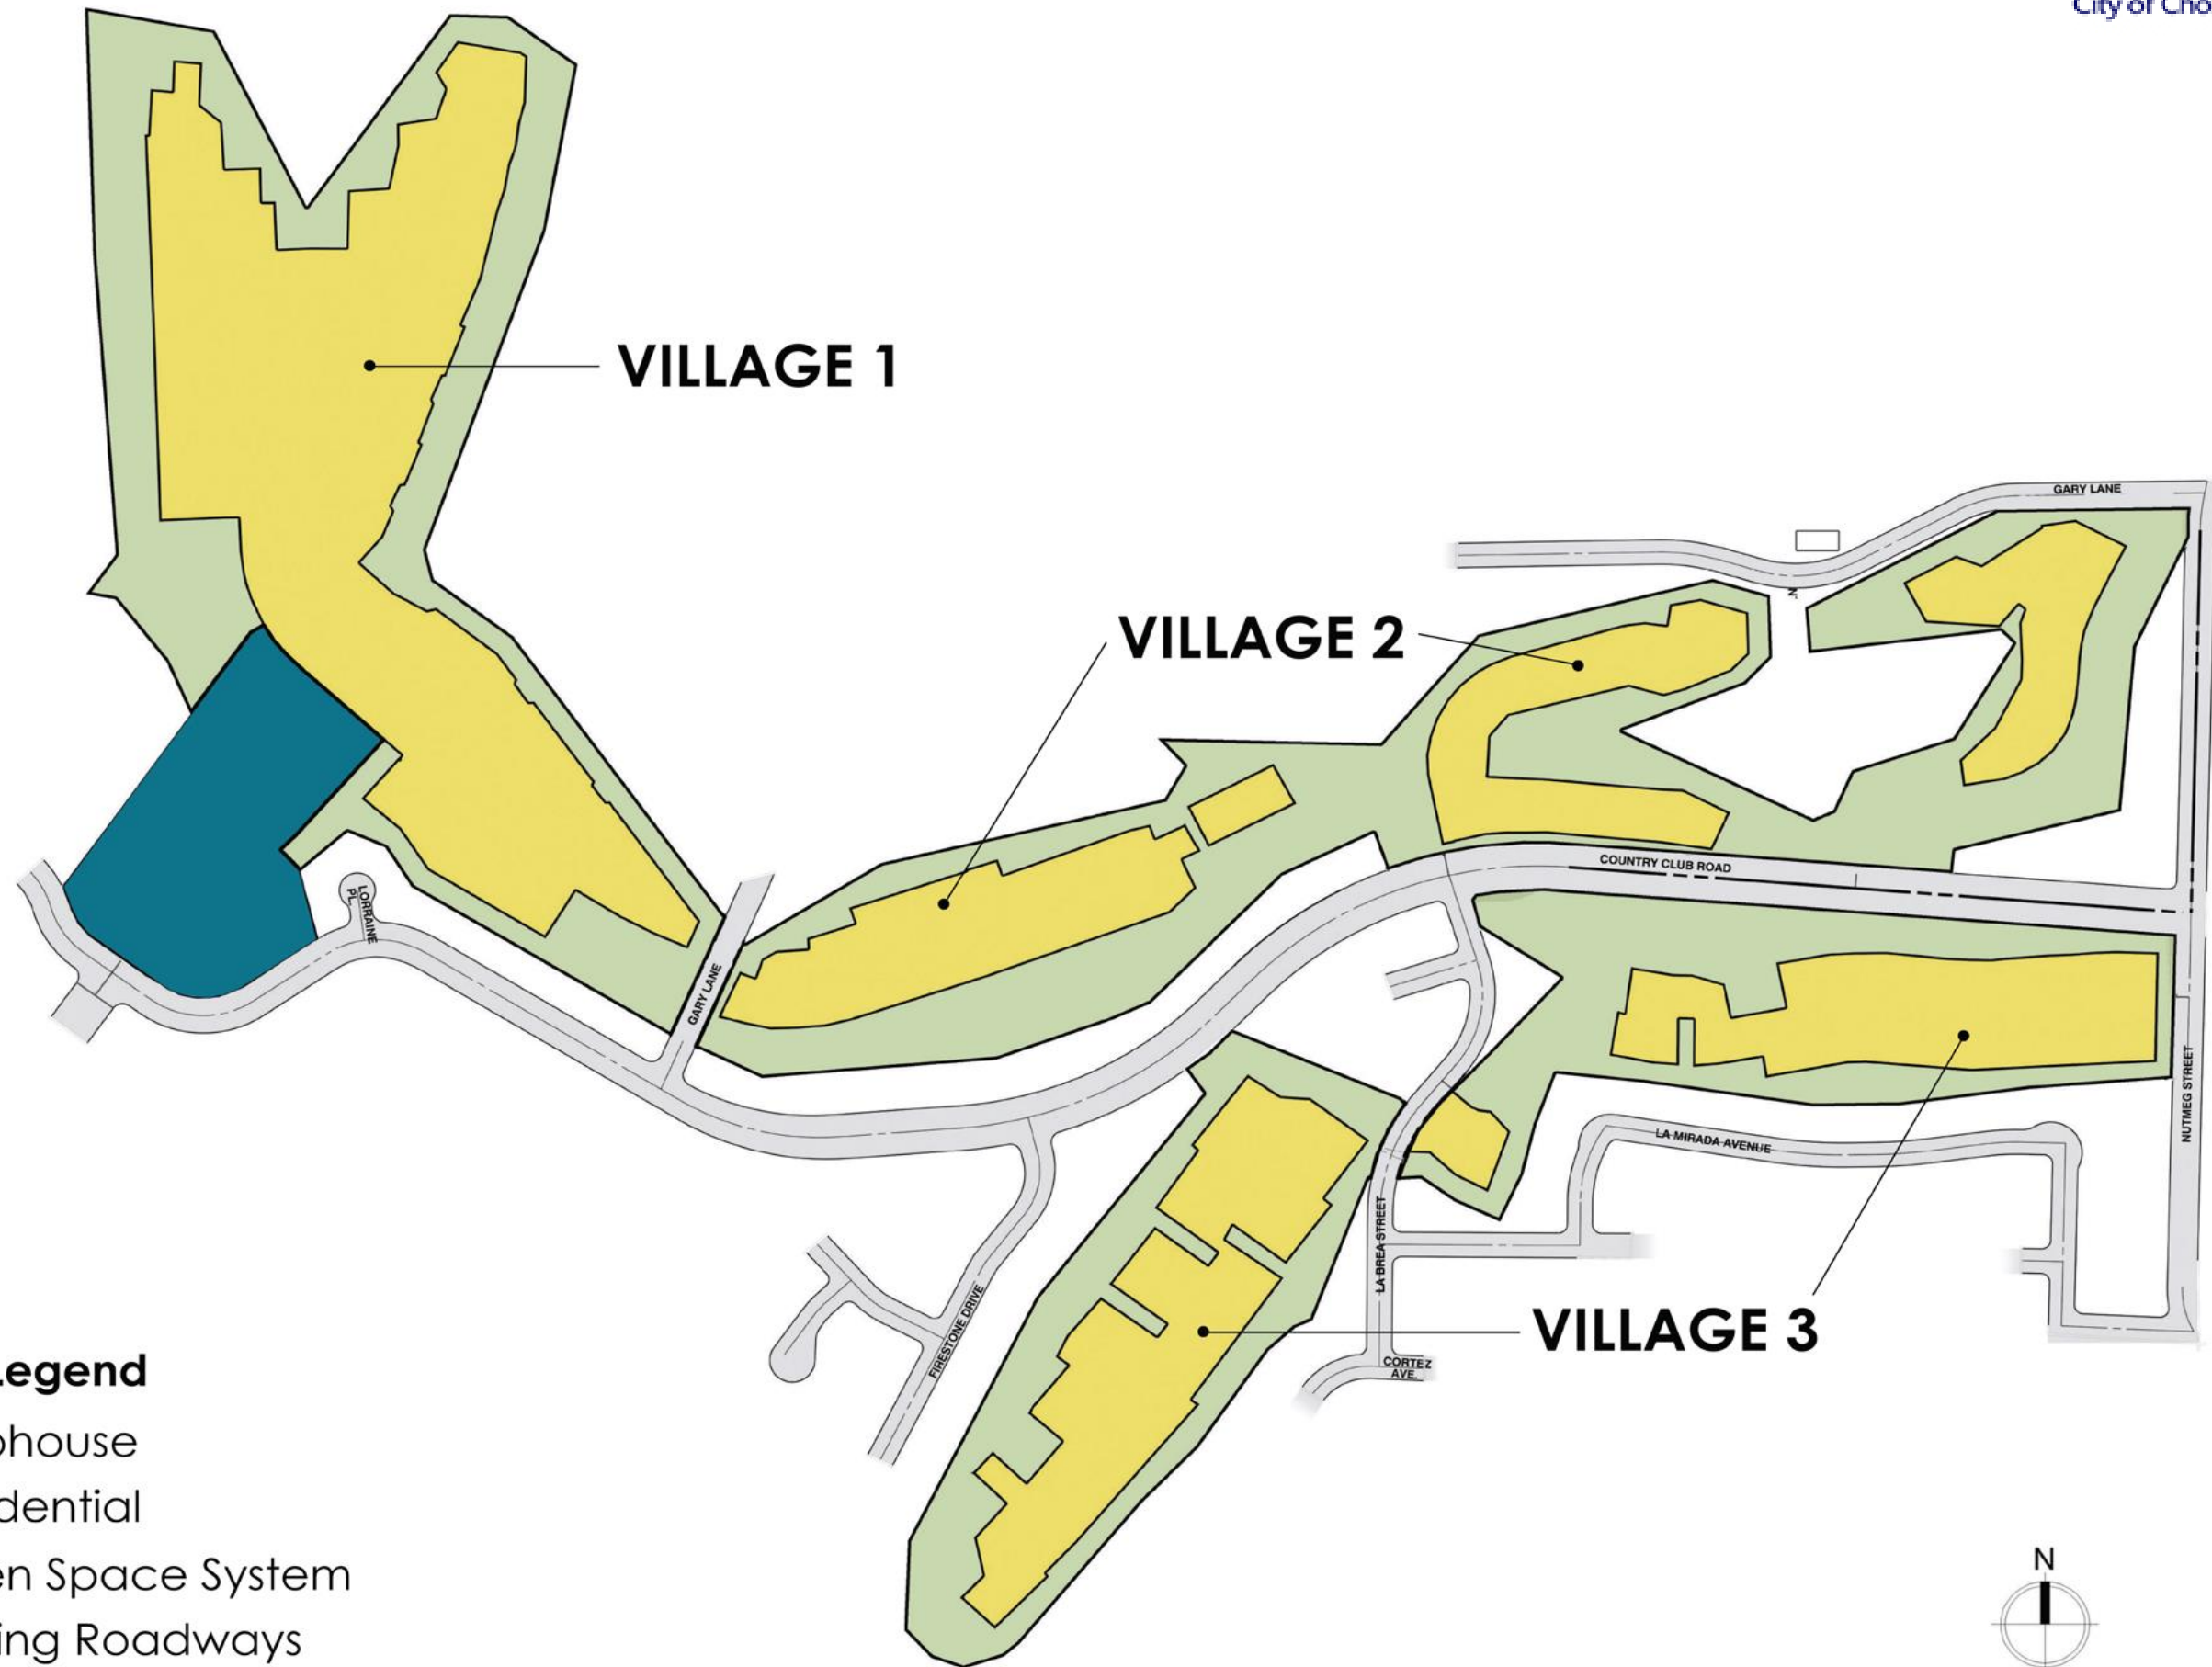 City of Cho
VILLAGE 1
GARY LANE
N.
VILLAGE 2
COUNTRY CLUB ROAD
LORRAINE
PL.
GARY LANE
NUTMEG STREET
LA MIRADA AVENUE
LA BREA STREET
FIRESTONE DRIVE
VILLAGE 3
CORTEZ
AVE.
Legend
bhouse
dential
en Space System
ing Roadways
N